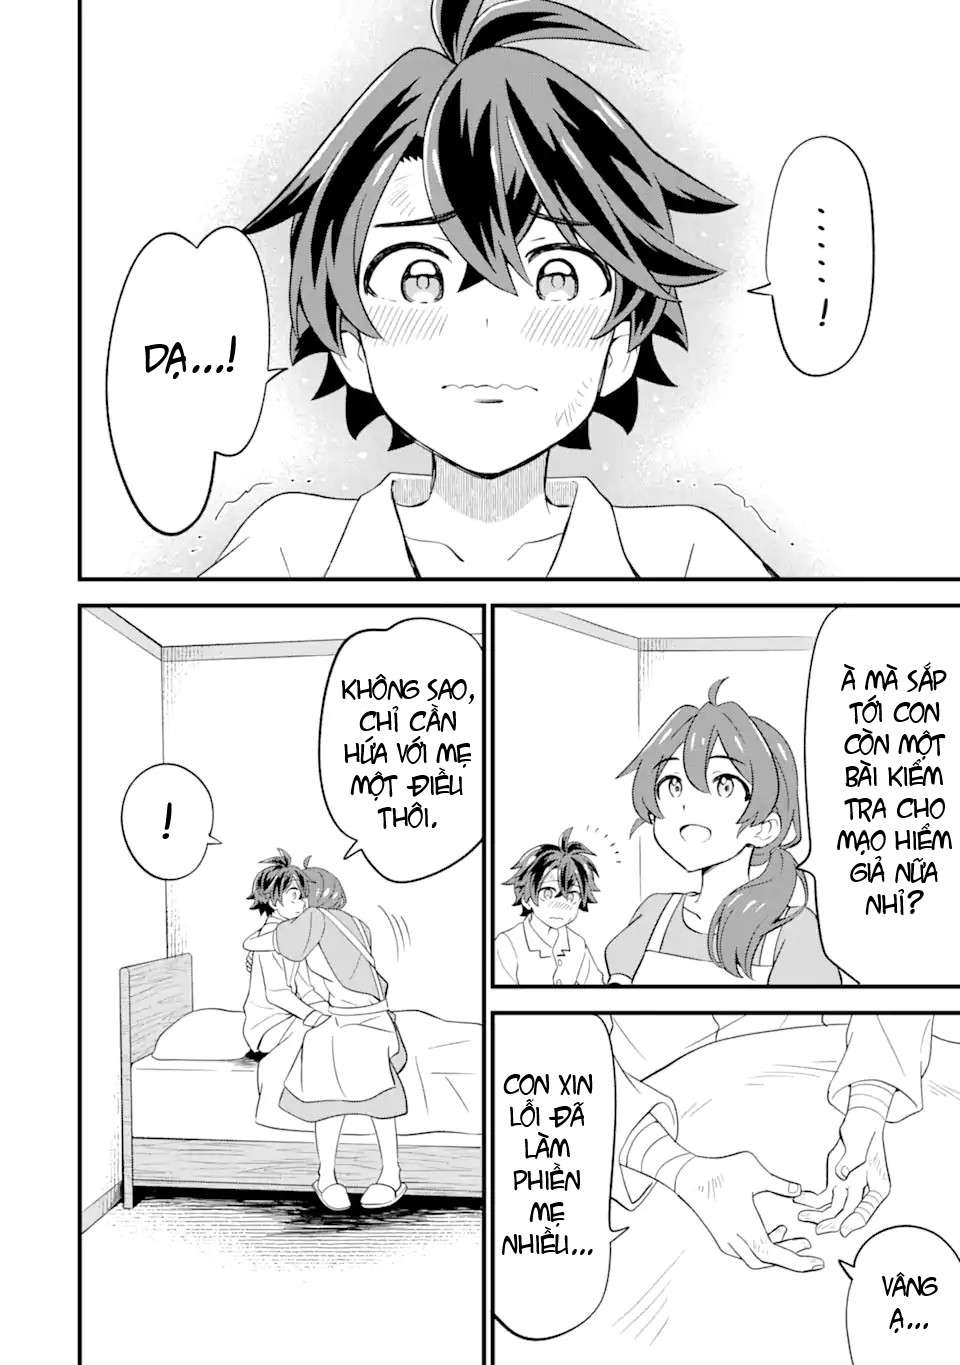 ......!
DẠ...!
À MÀ SẮP
TỚI CON
CÒN MỘT
BÀI KIỂM
TRA CHO
MẠO HIỂM
GIẢ NỮA
NHỈ?
VÂNG
Ạ...
CON XIN
LỖI ĐÃ
LÀM
PHIỀN
MẸ
NHIỀU...
KHÔNG SAO,
CHỈ CẦN
HỨA VỚI MẸ
MỘT ĐIỀU
THÔI.
!